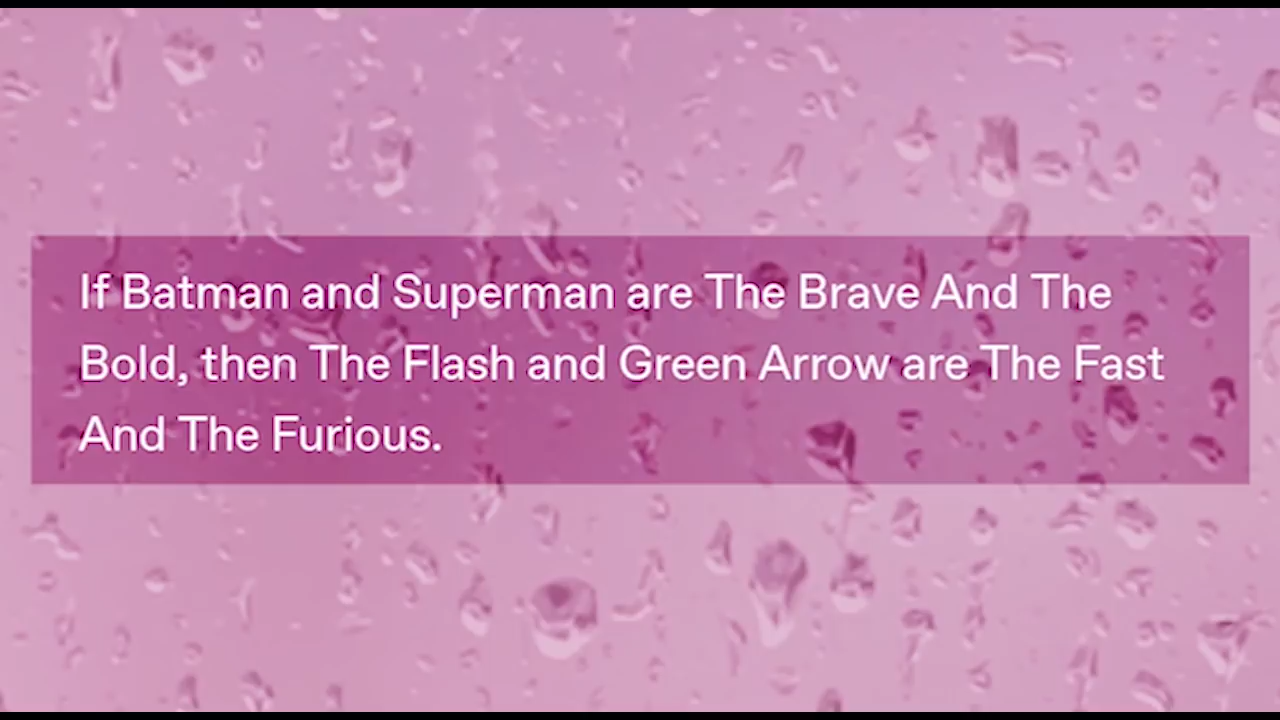 If Batman and Superman are The Brave And The
Bold, then The Flash and Green Arrow are The Fast
And The Furious.